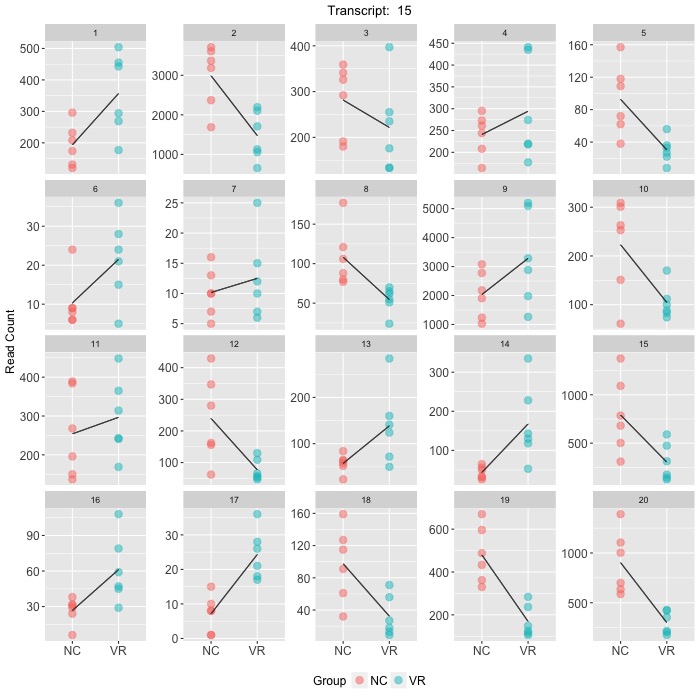 Transcript: 15
1 2 3 4 5
500 400 300 200
3000 2000 1000
400 300 200
450 400 350 300 250 200
160 120 80 40
6 7 8 9 10
30 20 10
25 20 15 10 5
150 100 50
5000 4000 3000 2000 1000
300 200 100
Read Count
11 12 13 14 15
400 300 200
400 300 200 100
200 100
300 200 100
1000 500
16 17 18 19 20
90 60 30
30 20 10 0
160 120 80 40
600 400 200
1000 500
NC VR NC VR NC VR NC VR NC VR
Group NC VR